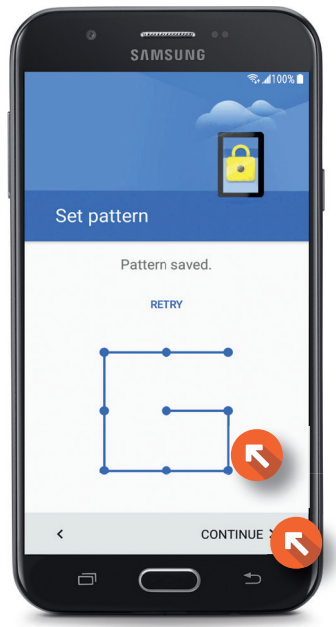 SAMSUNG
100%
Set pattern
Pattern saved.
RETRY
CONTINUE